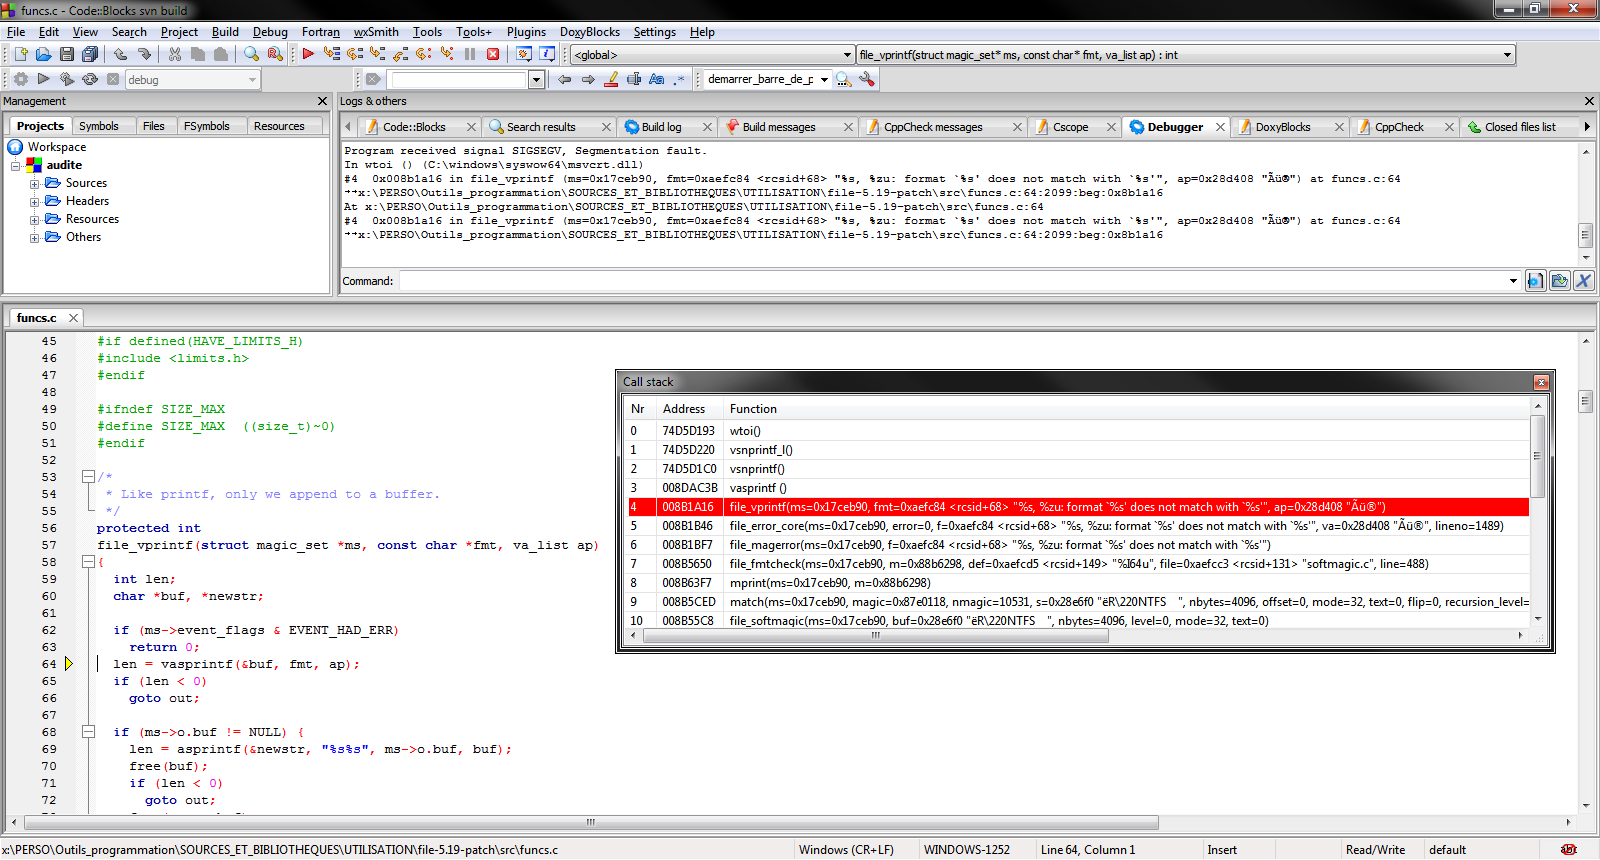 funcs.c - Code::Blocks svn build
File Edit View Search Project Build Debug Fortran wxSmith Tools Tools+ Plugins DoxyBlocks Settings Help
<global>
file_vprintf(struct magic_set* ms, const char* fmt, va_list ap) : int
debug
demarrer_barre_de_p
Management
Projects Symbols Files FSymbols Resources
Workspace
audite
Sources
Headers
Resources
Others
Logs & others
Code::Blocks Search results Build log Build messages CppCheck messages Cscope Debugger DoxyBlocks CppCheck Closed files list
Program received signal SIGSEGV, Segmentation fault.
In wtoi () (C:\windows\syswow64\msvcrt.dll)
#4  0x008b1a16 in file_vprintf (ms=0x17ceb90, fmt=0xaefc84 <rcsid+68> "%s, %zu: format `%s' does not match with `%s'", ap=0x28d408 "Ãü®") at funcs.c:64
x:\PERSO\Outils_programmation\SOURCES_ET_BIBLIOTHEQUES\UTILISATION\file-5.19-patch\src\funcs.c:64:2099:beg:0x8b1a16
At x:\PERSO\Outils_programmation\SOURCES_ET_BIBLIOTHEQUES\UTILISATION\file-5.19-patch\src\funcs.c:64
#4  0x008b1a16 in file_vprintf (ms=0x17ceb90, fmt=0xaefc84 <rcsid+68> "%s, %zu: format `%s' does not match with `%s'", ap=0x28d408 "Ãü®") at funcs.c:64
x:\PERSO\Outils_programmation\SOURCES_ET_BIBLIOTHEQUES\UTILISATION\file-5.19-patch\src\funcs.c:64:2099:beg:0x8b1a16
Command:
funcs.c
45 #if defined(HAVE_LIMITS_H)
46 #include <limits.h>
47 #endif
48
49 #ifndef SIZE_MAX
50 #define SIZE_MAX  ((size_t)~0)
51 #endif
52
53 /*
54  * Like printf, only we append to a buffer.
55  */
56 protected int
57 file_vprintf(struct magic_set *ms, const char *fmt, va_list ap)
58 {
59   int len;
60   char *buf, *newstr;
61
62   if (ms->event_flags & EVENT_HAD_ERR)
63     return 0;
64   len = vasprintf(&buf, fmt, ap);
65   if (len < 0)
66     goto out;
67
68   if (ms->o.buf != NULL) {
69     len = asprintf(&newstr, "%s%s", ms->o.buf, buf);
70     free(buf);
71     if (len < 0)
72       goto out;
Call stack
Nr Address Function
0 74D5D193 wtoi()
1 74D5D220 vsnprintf_l()
2 74D5D1C0 vsnprintf()
3 008DAC3B vasprintf ()
4 008B1A16 file_vprintf(ms=0x17ceb90, fmt=0xaefc84 <rcsid+68> "%s, %zu: format `%s' does not match with `%s'", ap=0x28d408 "Ãü®")
5 008B1B46 file_error_core(ms=0x17ceb90, error=0, f=0xaefc84 <rcsid+68> "%s, %zu: format `%s' does not match with `%s'", va=0x28d408 "Ãü®", lineno=1489)
6 008B1BF7 file_magerror(ms=0x17ceb90, f=0xaefc84 <rcsid+68> "%s, %zu: format `%s' does not match with `%s'")
7 008B5650 file_fmtcheck(ms=0x17ceb90, m=0x88b6298, def=0xaefcd5 <rcsid+149> "%I64u", file=0xaefcc3 <rcsid+131> "softmagic.c", line=488)
8 008B63F7 mprint(ms=0x17ceb90, m=0x88b6298)
9 008B5CED match(ms=0x17ceb90, magic=0x87e0118, nmagic=10531, s=0x28e6f0 "ëR\220NTFS    ", nbytes=4096, offset=0, mode=32, text=0, flip=0, recursion_level=
10 008B55C8 file_softmagic(ms=0x17ceb90, buf=0x28e6f0 "ëR\220NTFS    ", nbytes=4096, level=0, mode=32, text=0)
x:\PERSO\Outils_programmation\SOURCES_ET_BIBLIOTHEQUES\UTILISATION\file-5.19-patch\src\funcs.c
Windows (CR+LF) WINDOWS-1252 Line 64, Column 1 Insert Read/Write default